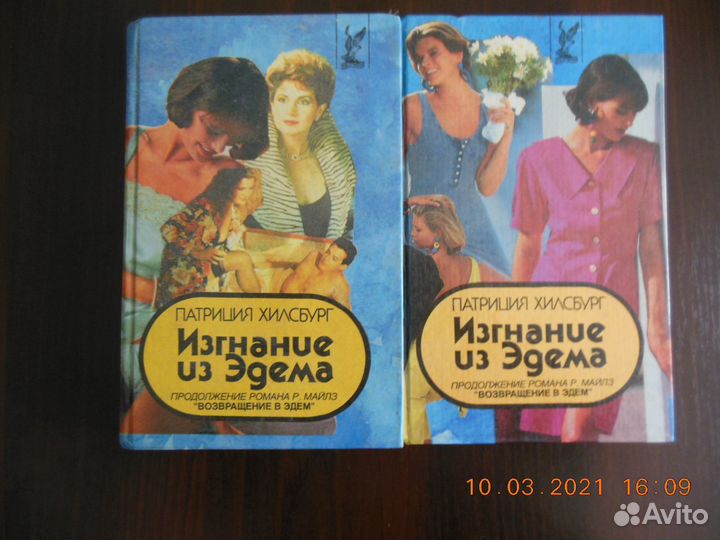 ПАТРИЦИЯ ХИЛСБУРГ
Изгнание
из Эдема
ПРОДОЛЖЕНИЕ РОМАНА Р. МАЙЛЗ
"ВОЗВРАЩЕНИЕ В ЭДЕМ"
ПАТРИЦИЯ ХИЛСБУРГ
Изгнание
из Эдема
ПРОДОЛЖЕНИЕ РОМАНА Р. МАЙЛЗ
"ВОЗВРАЩЕНИЕ В ЭДЕМ"
10.03.2021 16:09
Avito